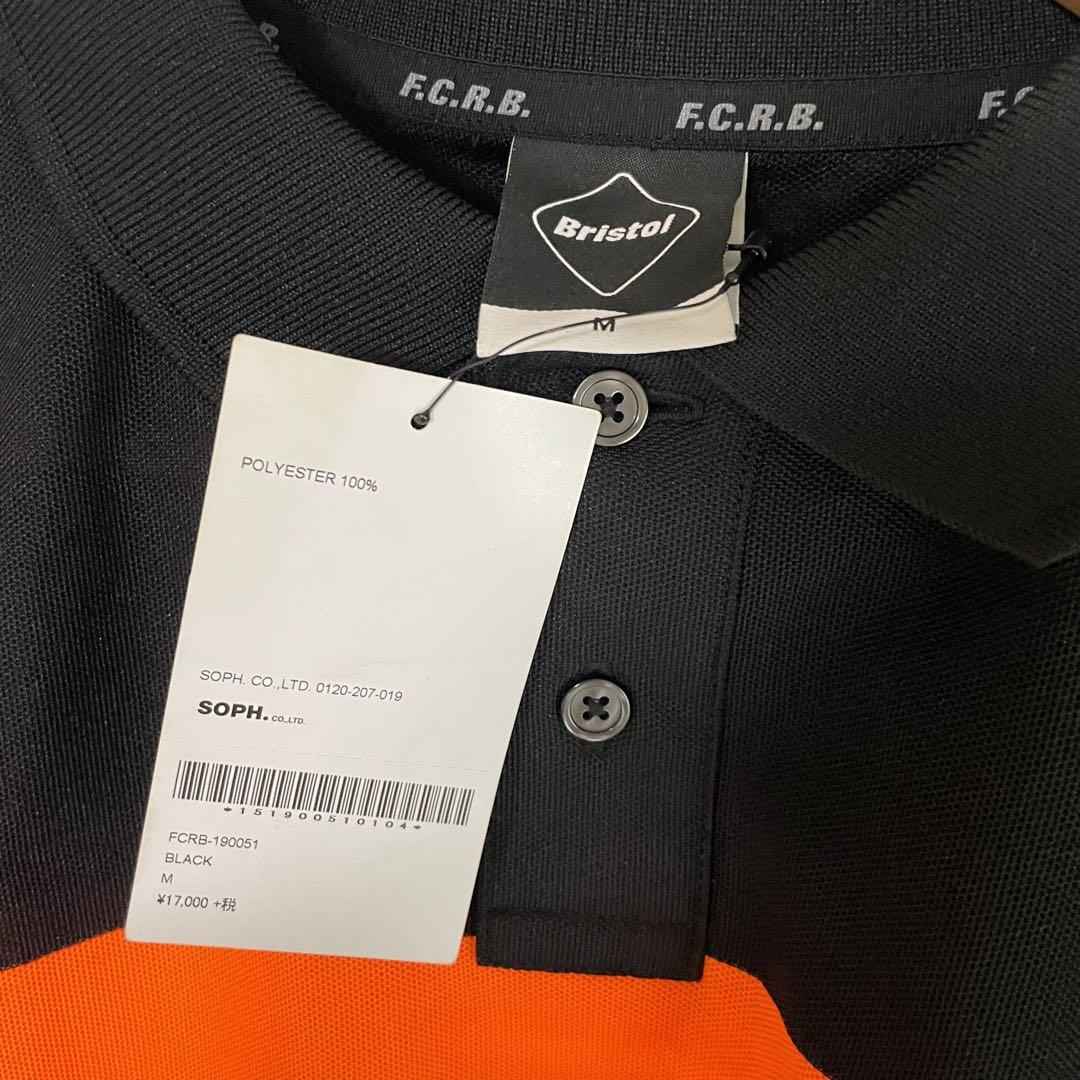 F.C.R.B. F.C.R.B. F.
Bristol
M
POLYESTER 100%
SOPH. CO.,LTD. 0120-207-019
SOPH. CO.,LTD.
*151900510104*
FCRB-190051
BLACK
M
¥17,000 +税